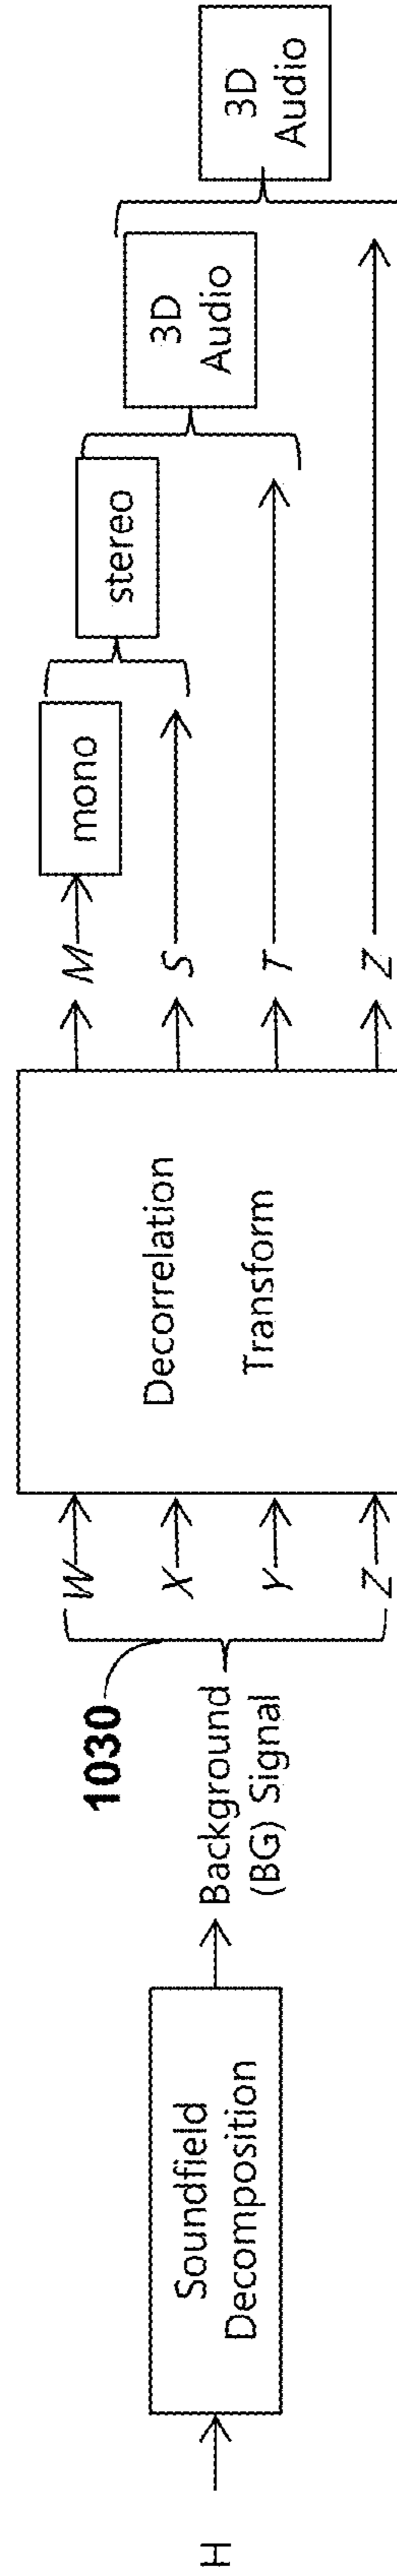 H
Soundfield
Decomposition
Background
(BG) Signal
1030
W
X
Y
Z
Decorrelation
Transform
M
S
T
Z
mono
stereo
3D
Audio
3D
Audio